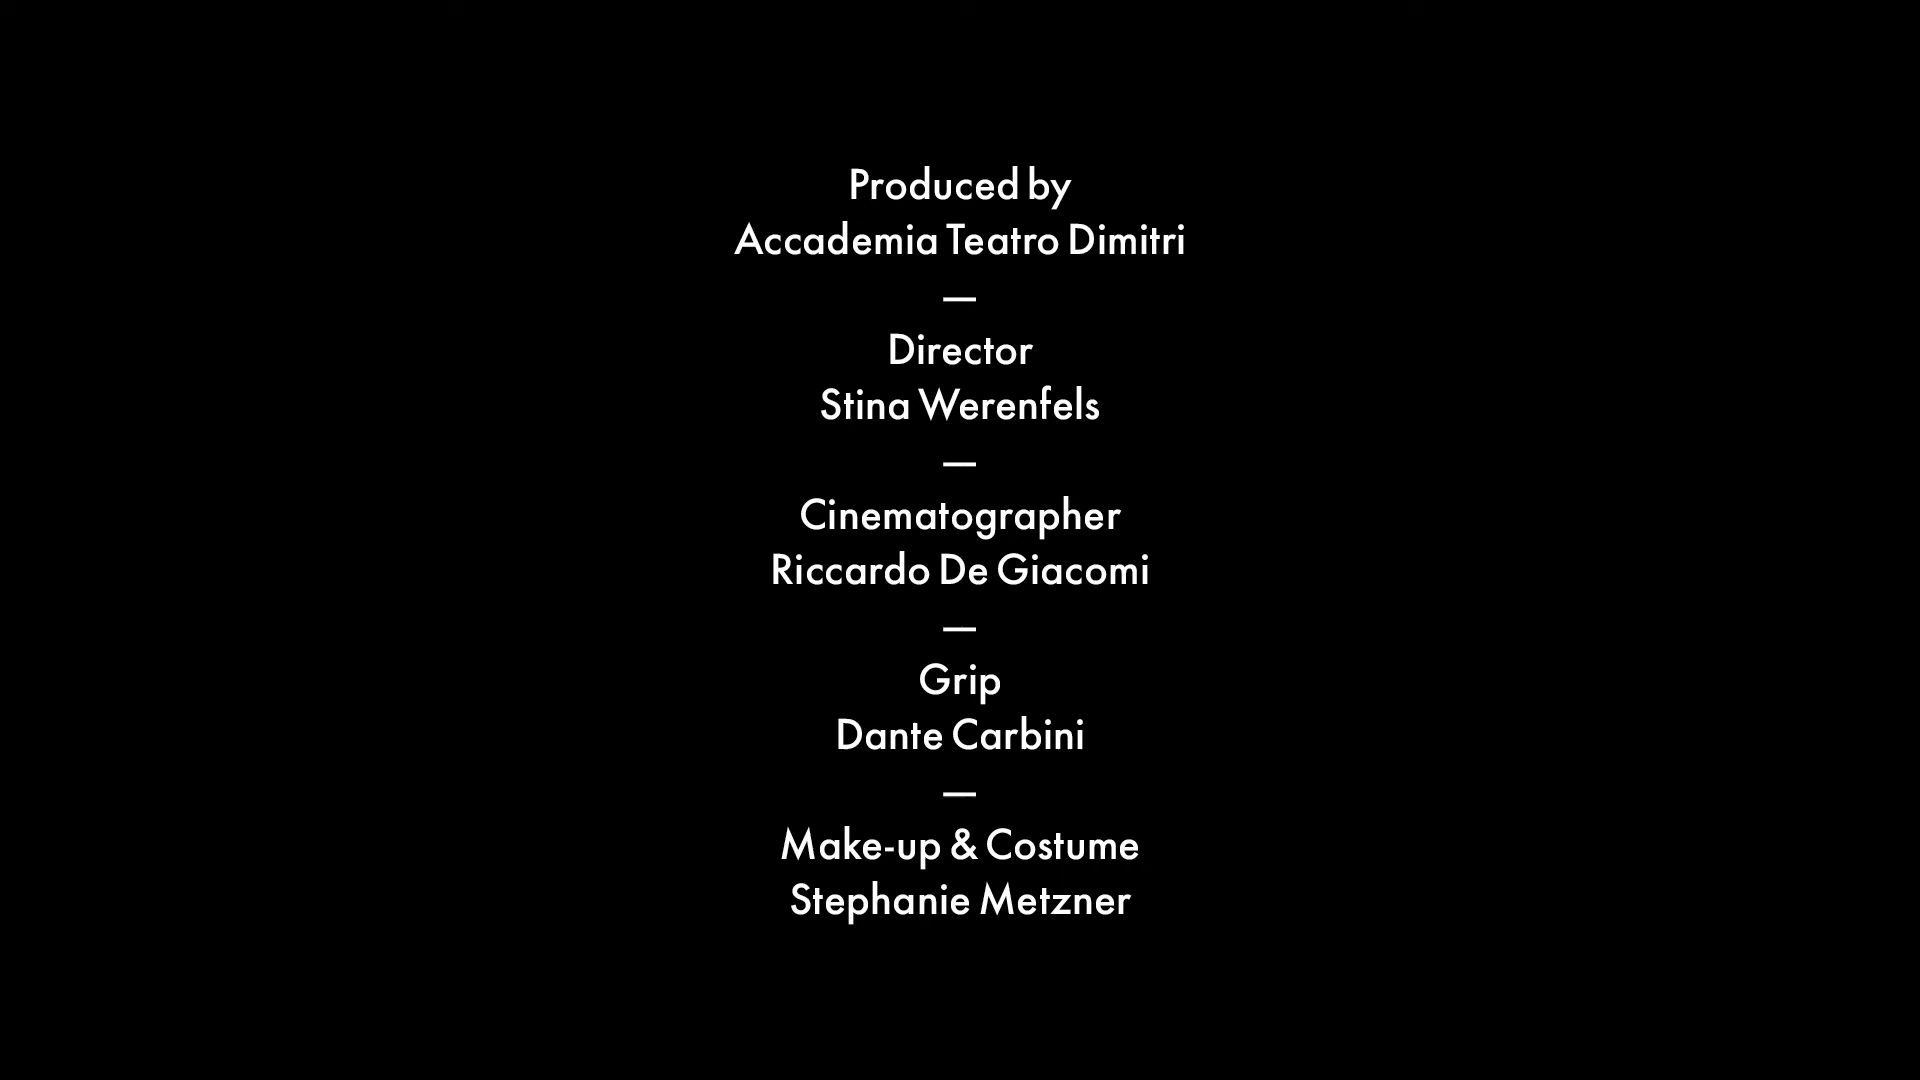 Produced by
Accademia Teatro Dimitri
—
Director
Stina Werenfels
—
Cinematographer
Riccardo De Giacomi
—
Grip
Dante Carbini
—
Make-up & Costume
Stephanie Metzner